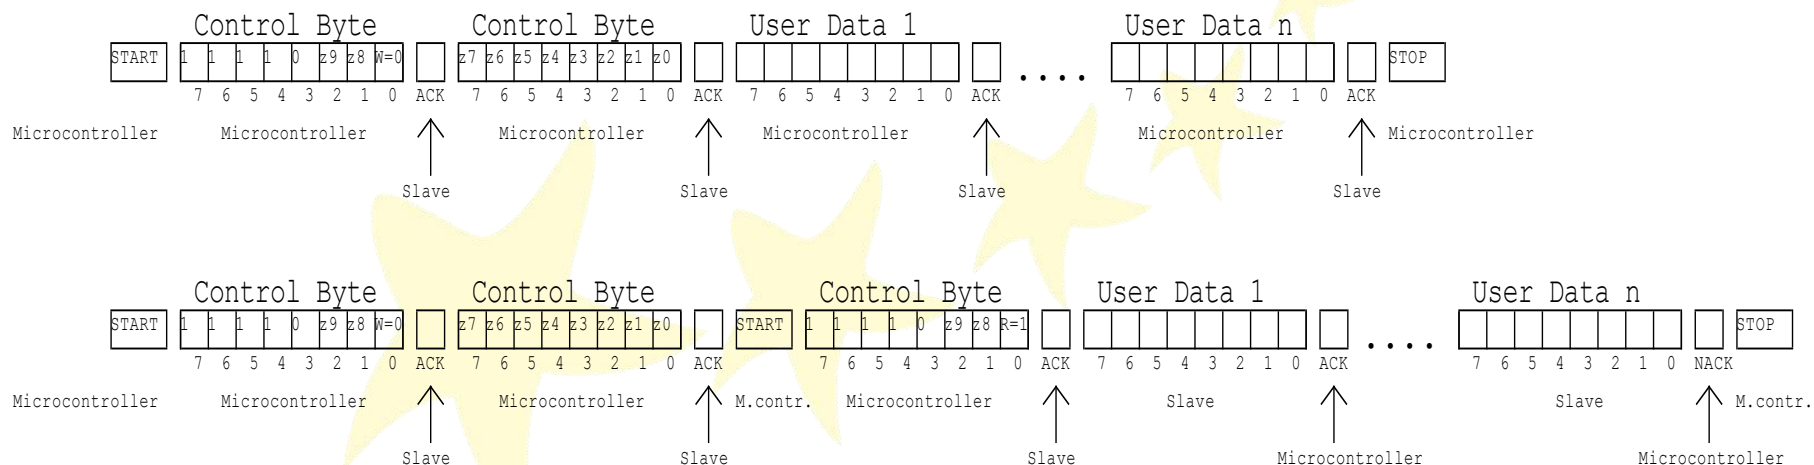 Control Byte Control Byte User Data 1 User Data n
START 1 1 1 1 0 z9 z8 W=0 z7 z6 z5 z4 z3 z2 z1 z0 .... STOP
7 6 5 4 3 2 1 0 ACK 7 6 5 4 3 2 1 0 ACK 7 6 5 4 3 2 1 0 ACK 7 6 5 4 3 2 1 0 ACK
Microcontroller Microcontroller Microcontroller Microcontroller Microcontroller Microcontroller
Slave Slave Slave Slave
Control Byte Control Byte Control Byte User Data 1 User Data n
START 1 1 1 1 0 z9 z8 W=0 z7 z6 z5 z4 z3 z2 z1 z0 START 1 1 1 1 0 z9 z8 R=1 .... STOP
7 6 5 4 3 2 1 0 ACK 7 6 5 4 3 2 1 0 ACK 7 6 5 4 3 2 1 0 ACK 7 6 5 4 3 2 1 0 ACK 7 6 5 4 3 2 1 0 NACK
Microcontroller Microcontroller Microcontroller M.contr. Microcontroller Slave Slave M.contr.
Slave Slave Slave Microcontroller Microcontroller